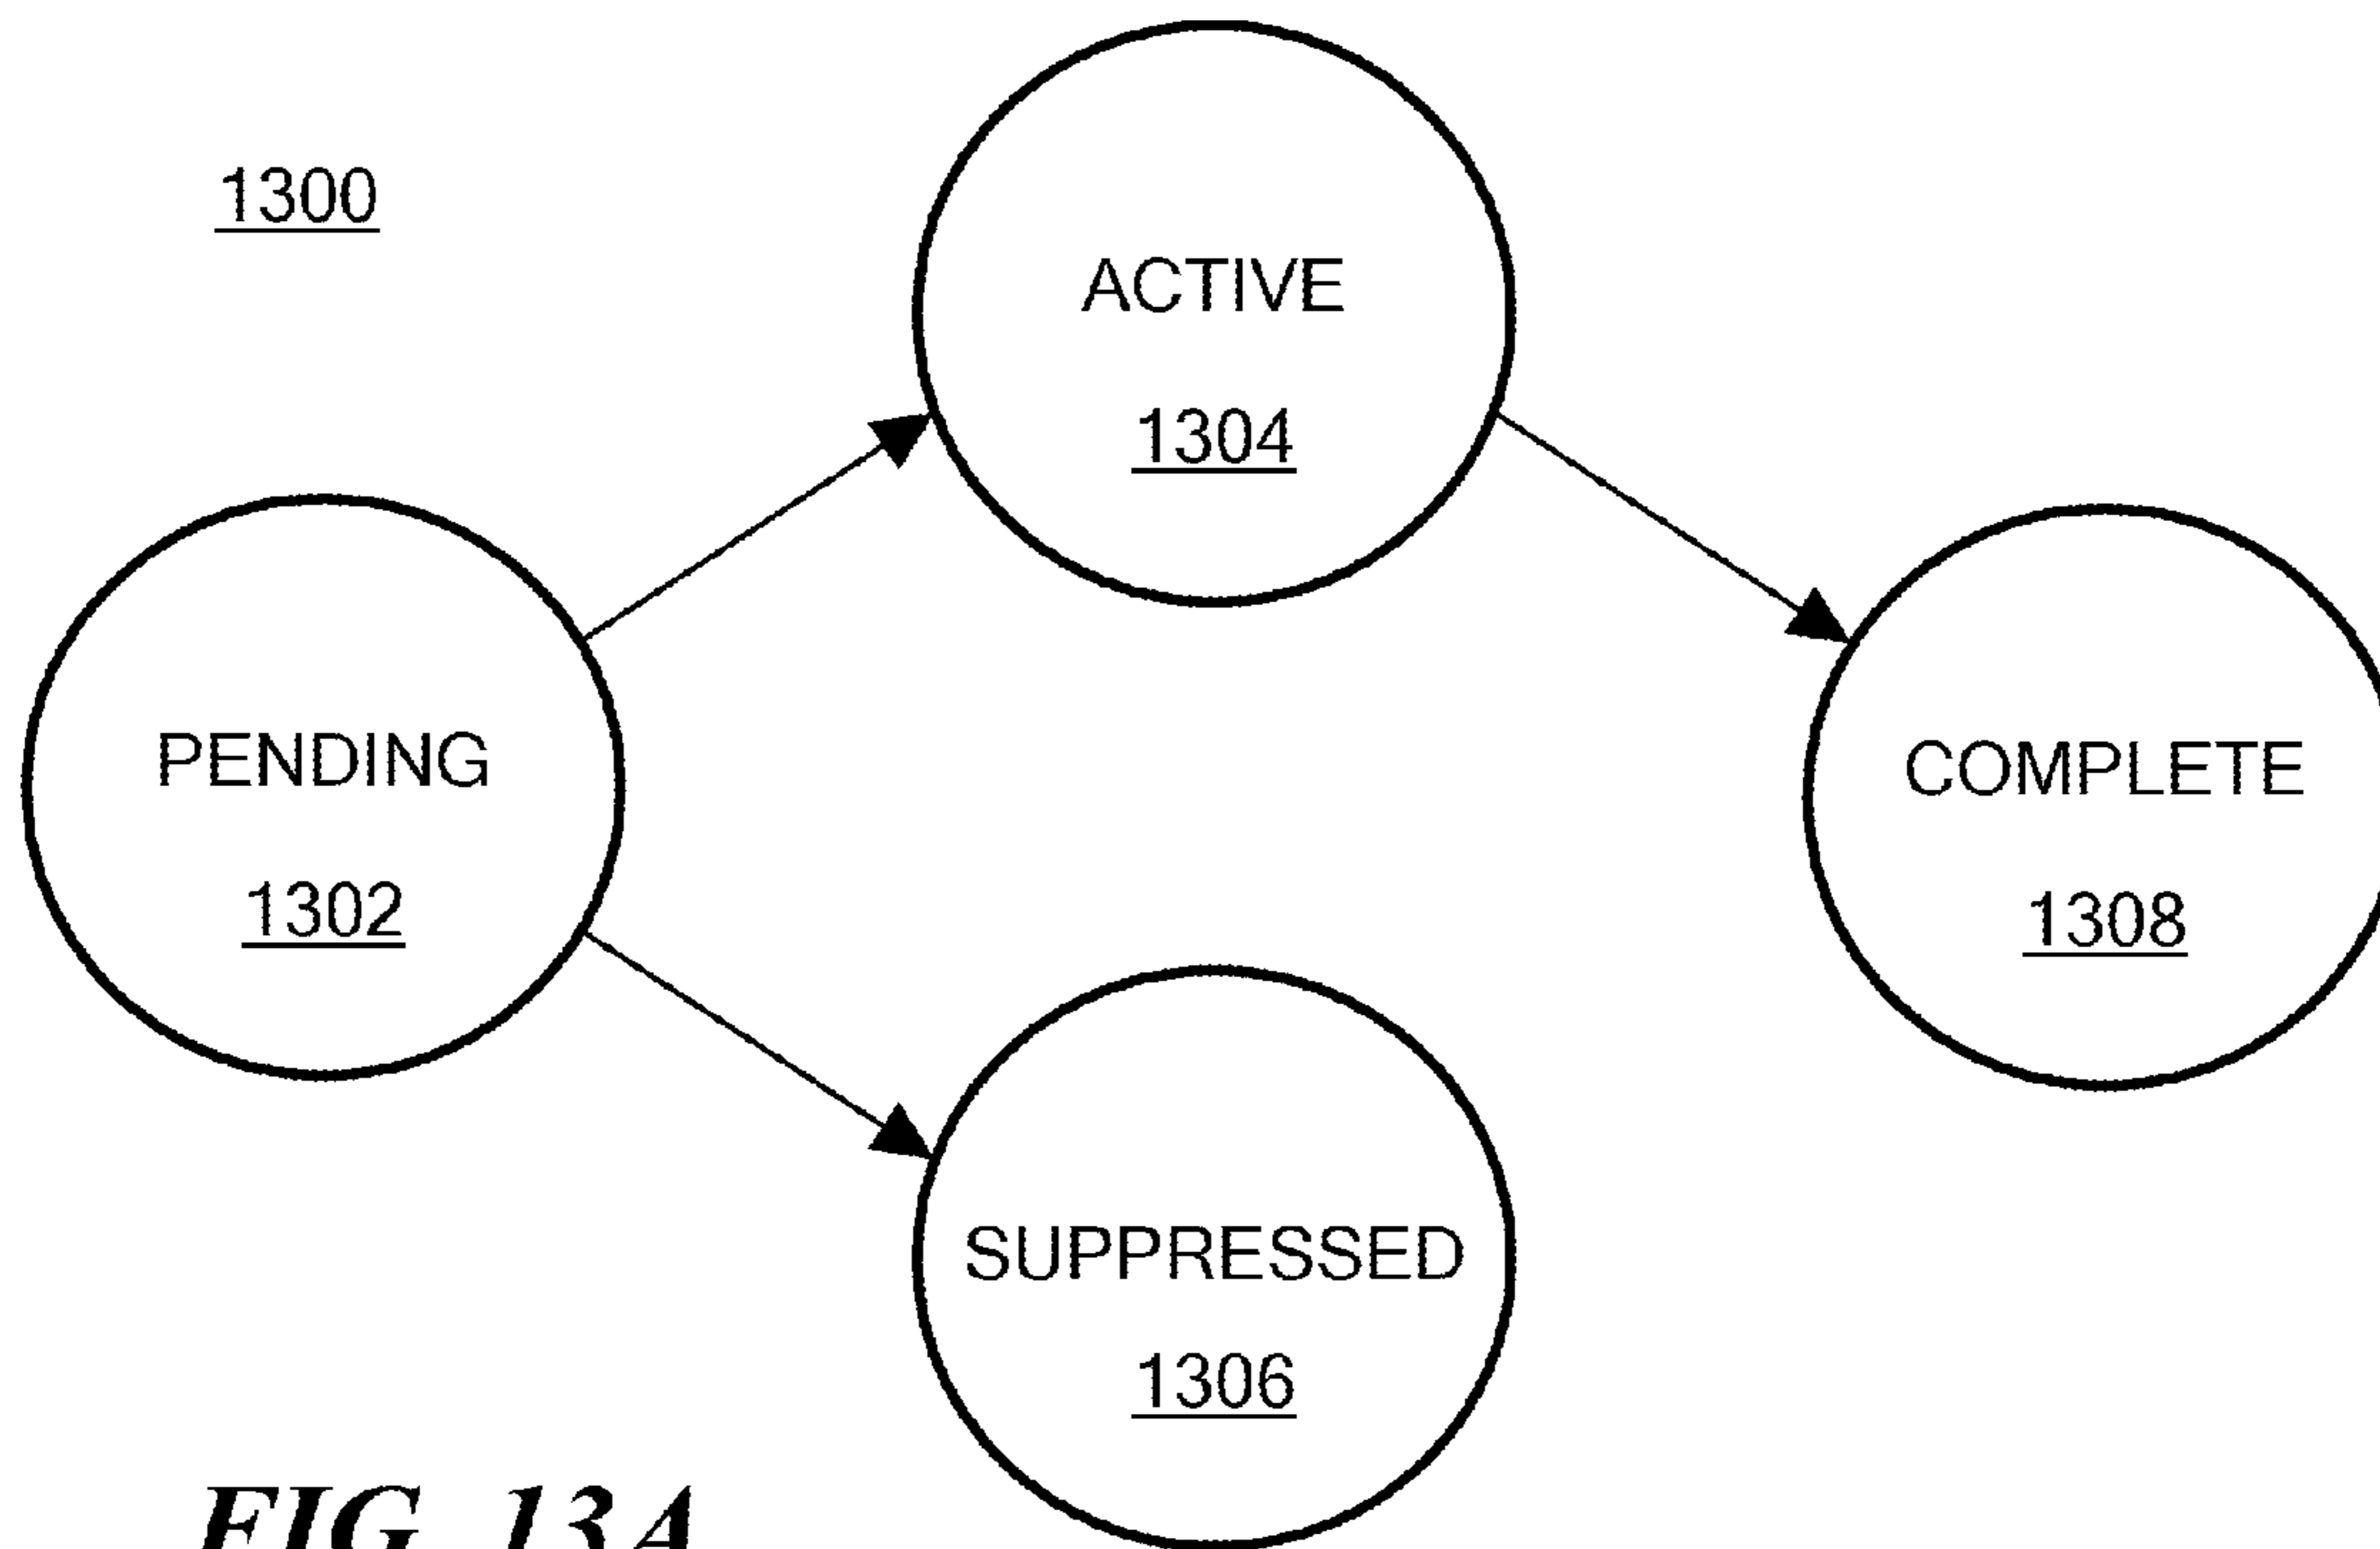 1300
ACTIVE
1304
PENDING
1302
COMPLETE
1308
SUPPRESSED
1306
FIG 13A